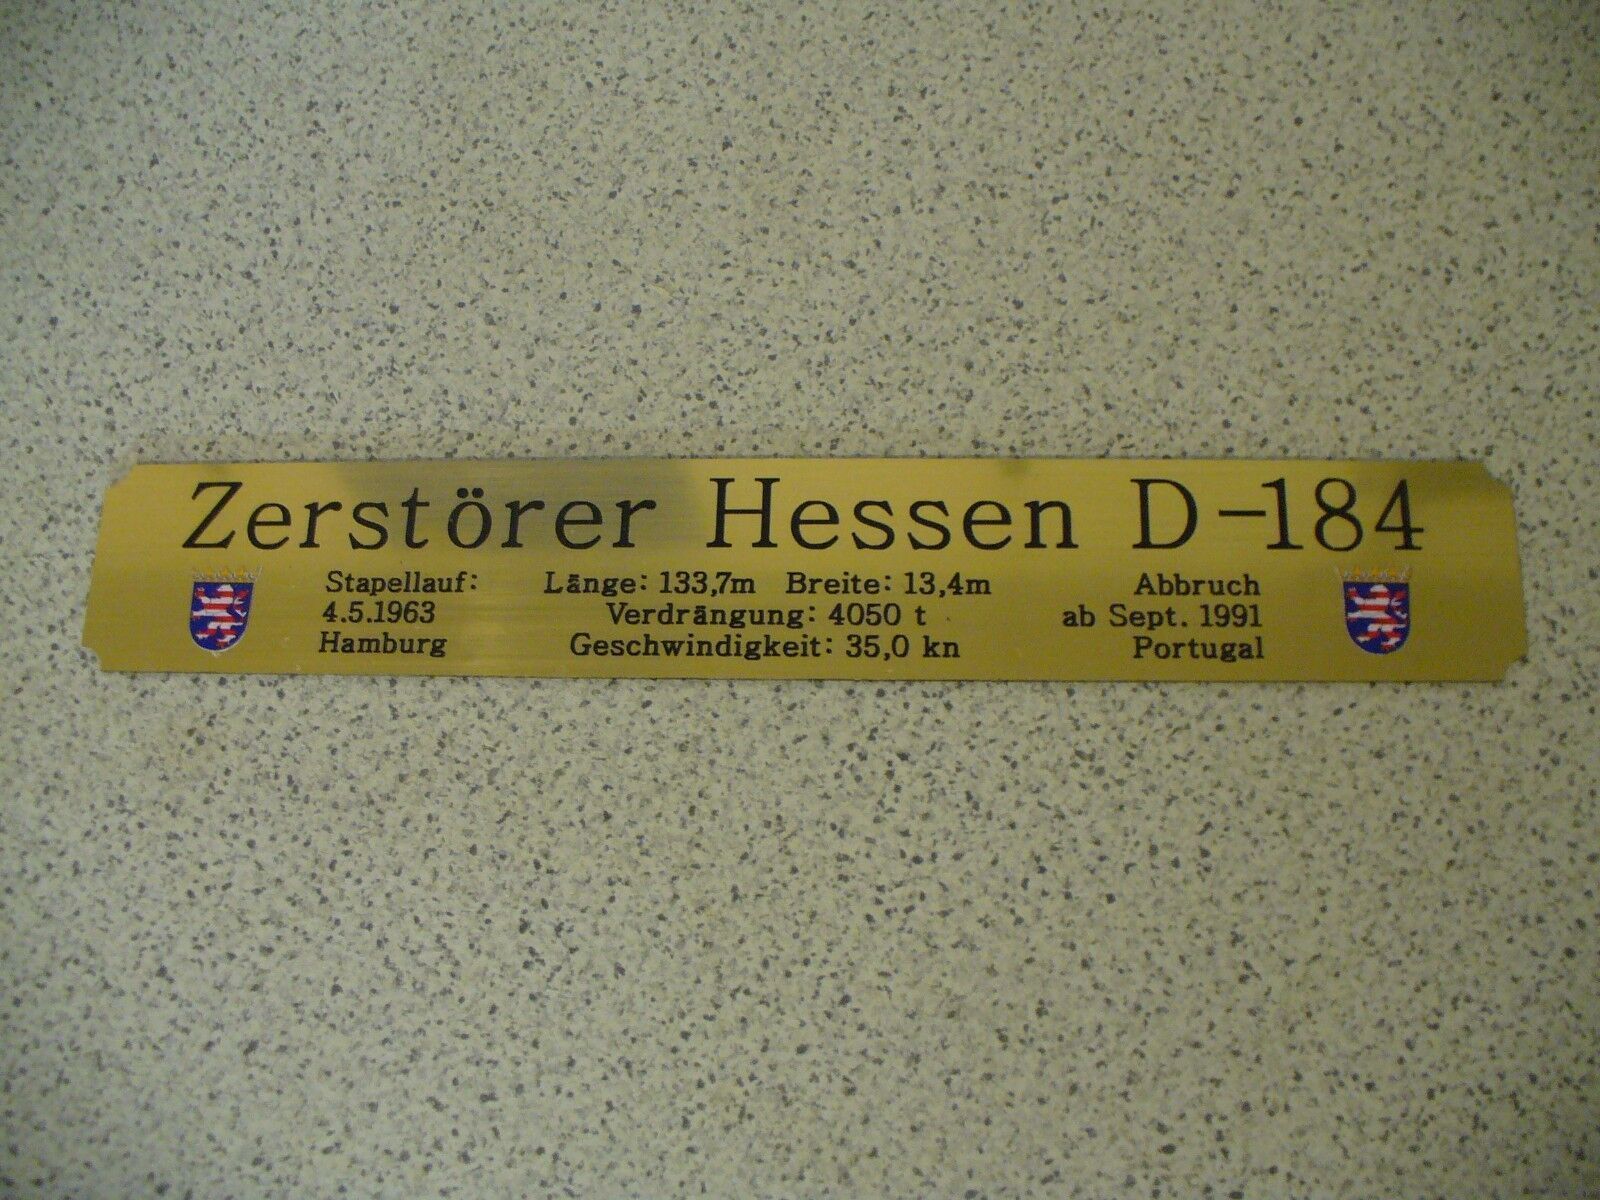 Zerstörer Hessen D-184
Stapellauf:
4.5.1963
Hamburg
Länge: 133,7m Breite: 13,4m
Verdrängung: 4050 t
Geschwindigkeit: 35,0 kn
Abbruch
ab Sept. 1991
Portugal